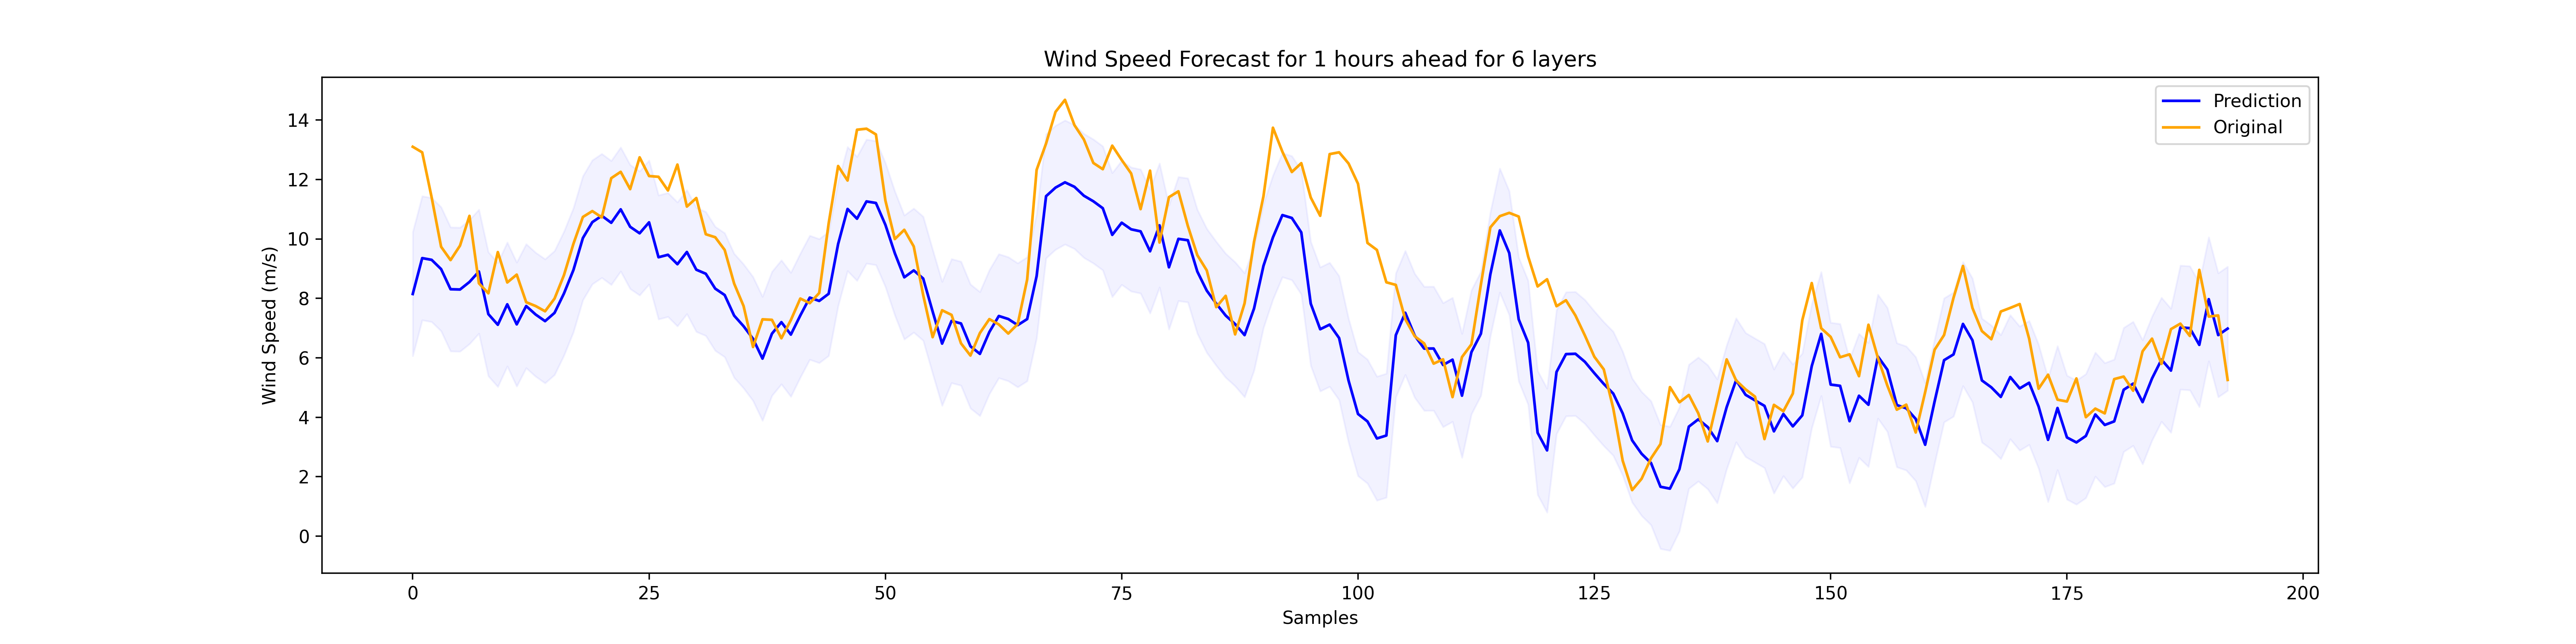 Wind Speed Forecast for 1 hours ahead for 6 layers
Prediction
Original
Wind Speed (m/s)
14
12
10
8
6
4
2
0
0 25 50 75 100 125 150 175 200
Samples